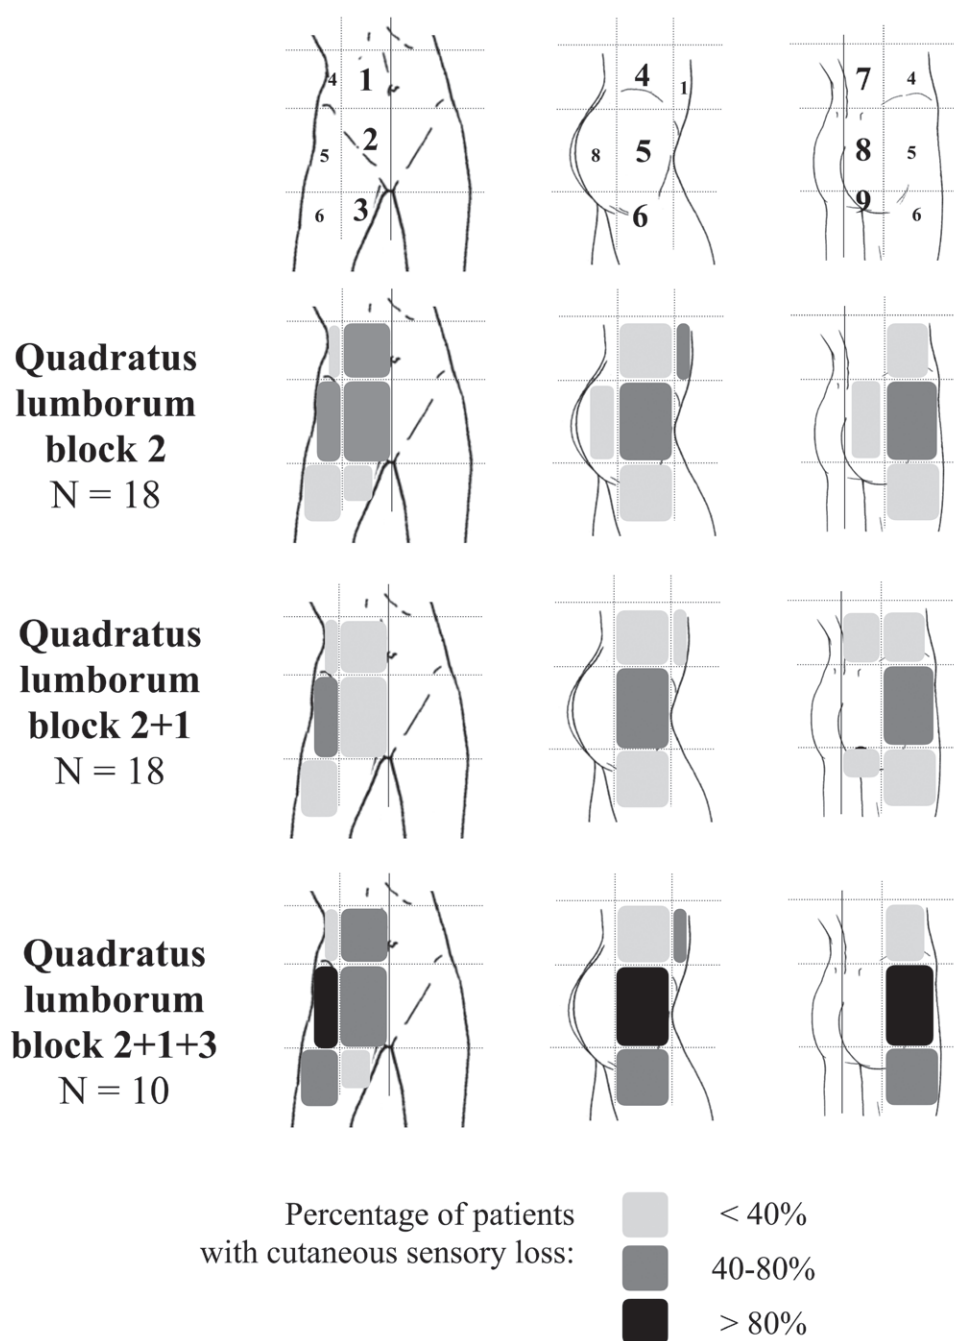 4 1
2
5
6 3
4 1
8 5
6
7 4
8 5
9 6
Quadratus
lumborum
block 2
N = 18
Quadratus
lumborum
block 2+1
N = 18
Quadratus
lumborum
block 2+1+3
N = 10
Percentage of patients
with cutaneous sensory loss:
< 40%
40-80%
> 80%